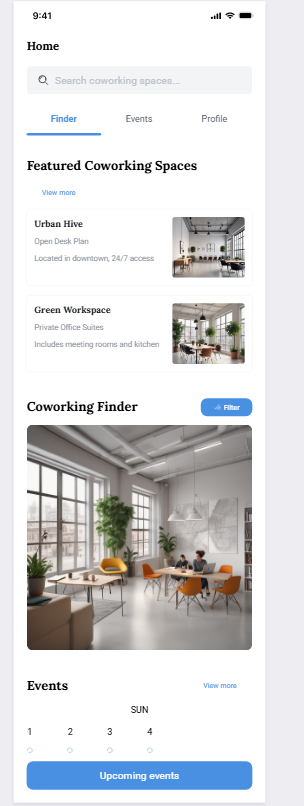 9:41
Home
Search coworking spaces...
Finder Events Profile
Featured Coworking Spaces
View more
Urban Hive
Open Desk Plan
Located in downtown, 24/7 access
Green Workspace
Private Office Suites
Includes meeting rooms and kitchen
Coworking Finder
Filter
Events
View more
SUN
1 2 3 4
Upcoming events